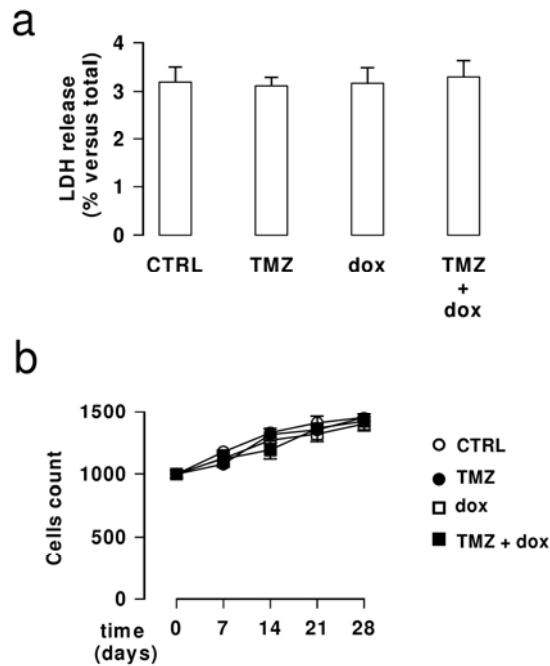 a
LDH release
(% versus total)
4
3
2
1
0
CTRL TMZ dox TMZ
+
dox
b
Cells count
1500
1000
500
0
time
(days)
0 7 14 21 28
CTRL
TMZ
dox
TMZ + dox